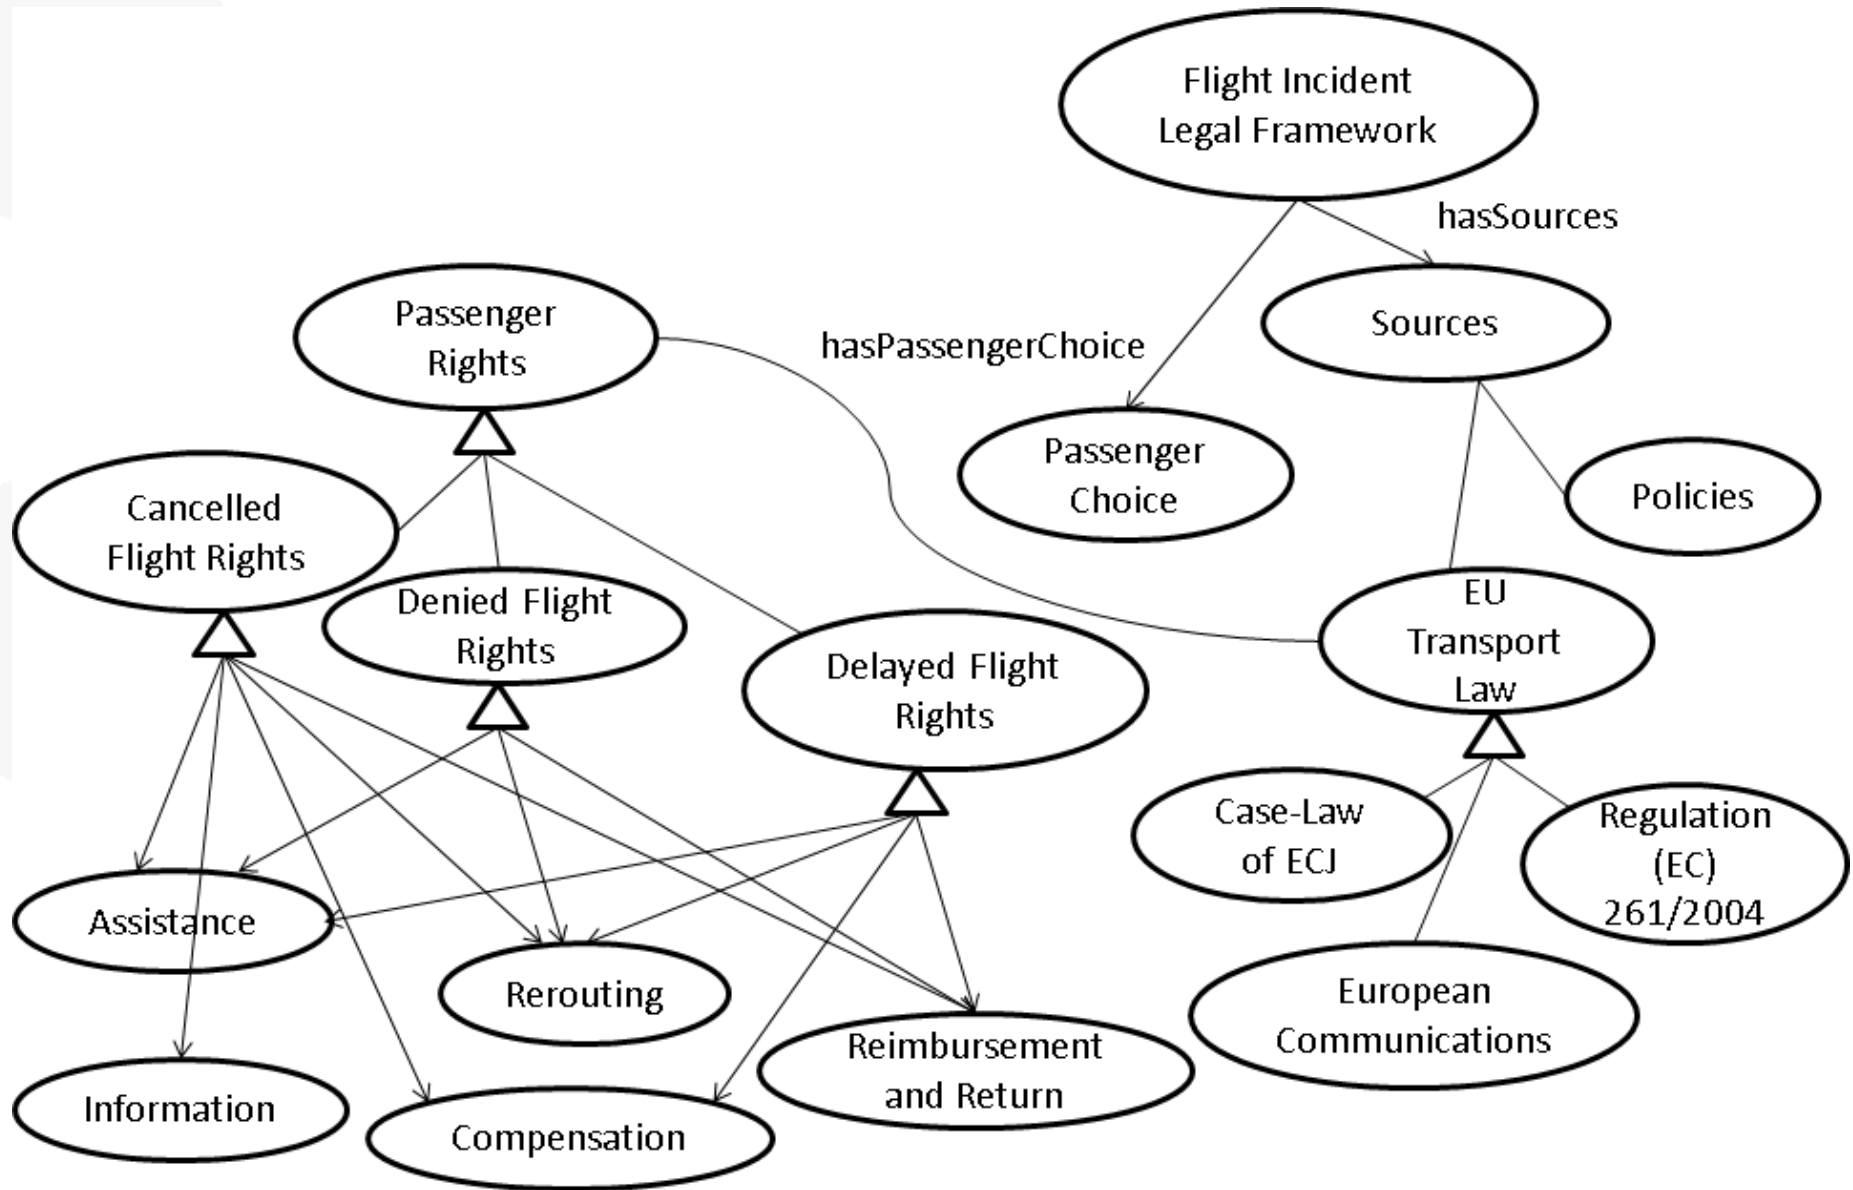 Flight Incident
Legal Framework
hasSources
Passenger
Rights
Sources
hasPassengerChoice
Passenger
Choice
Policies
Cancelled
Flight Rights
Denied Flight
Rights
EU
Transport
Law
Delayed Flight
Rights
Case-Law
of ECJ
Regulation
(EC)
261/2004
Assistance
Rerouting
European
Communications
Reimbursement
and Return
Information
Compensation